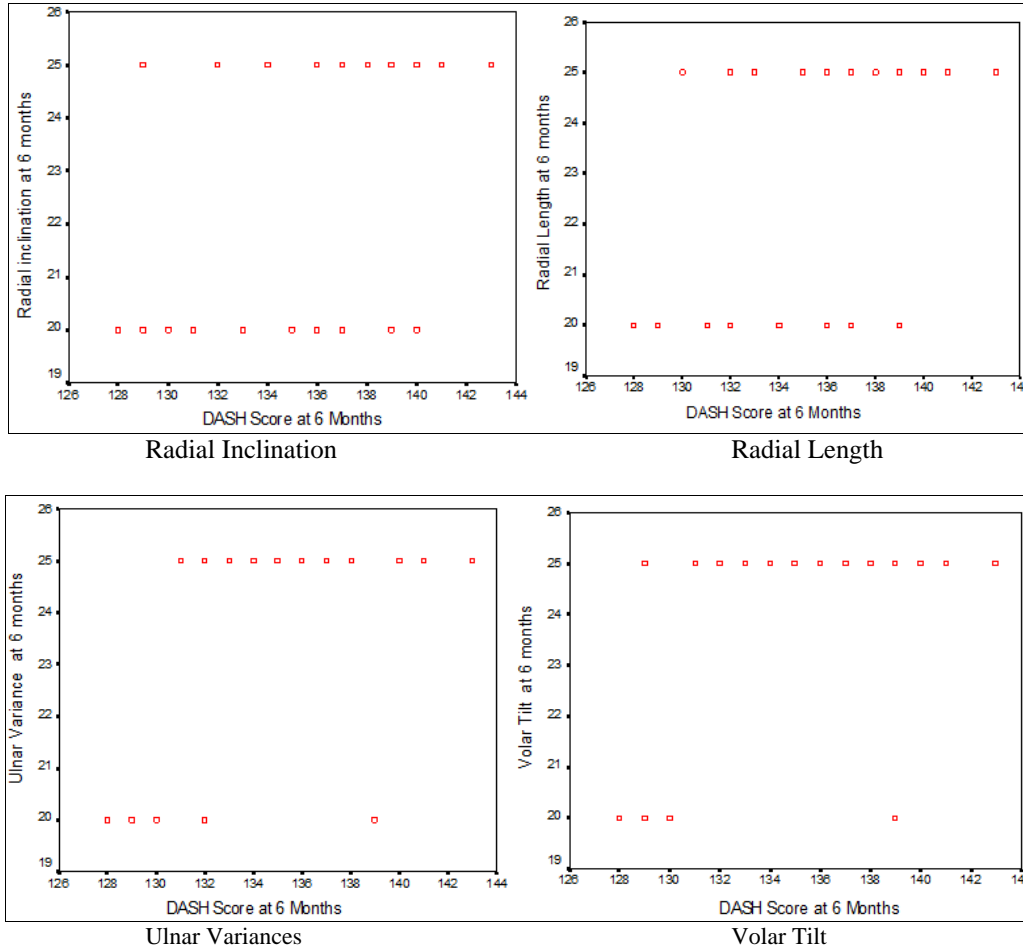 26
25
24
23
22
21
20
19
Radial inclination at 6 months
126 128 130 132 134 136 138 140 142 144
DASH Score at 6 Months
Radial Inclination
26
25
24
23
22
21
20
19
Radial Length at 6 months
126 128 130 132 134 136 138 140 142 144
DASH Score at 6 Months
Radial Length
26
25
24
23
22
21
20
19
Ulnar Variance at 6 months
126 128 130 132 134 136 138 140 142 144
DASH Score at 6 Months
Ulnar Variances
26
25
24
23
22
21
20
19
Volar Tilt at 6 months
126 128 130 132 134 136 138 140 142
DASH Score at 6 Months
Volar Tilt